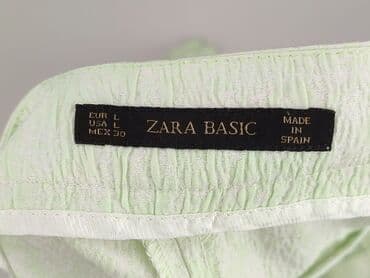 EUR L
USA L
MEX 30
ZARA BASIC
MADE
IN
SPAIN